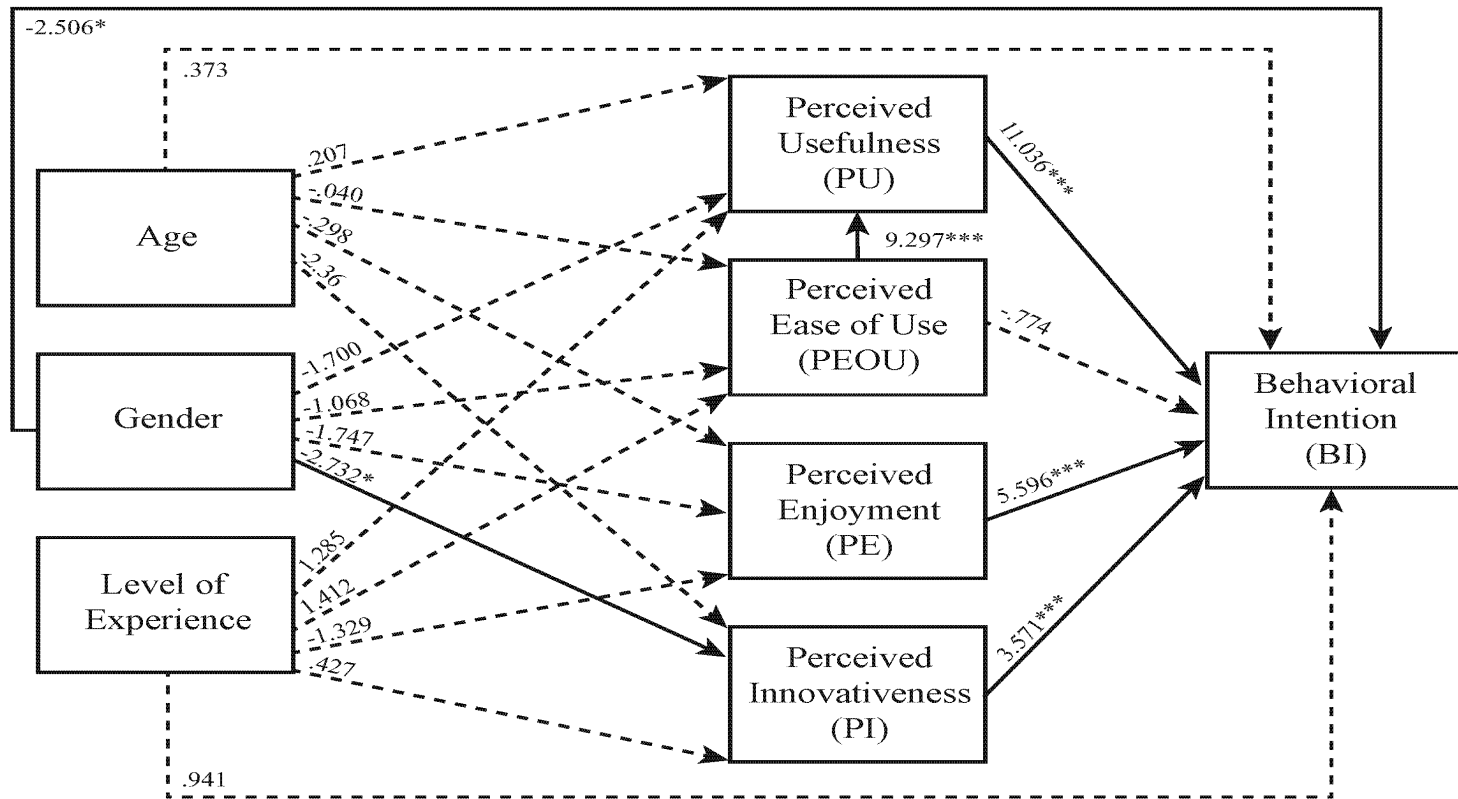 -2.506*
.373
Perceived
Usefulness
(PU)
11.036***
.207
-.040
-.298
-2.36
Age
9.297***
Perceived
Ease of Use
(PEOU)
-.774
-1.700
-1.068
-1.747
-2.732*
Gender
Behavioral
Intention
(BI)
Perceived
Enjoyment
(PE)
5.596***
1.285
1.412
-1.329
.427
Level of
Experience
Perceived
Innovativeness
(PI)
3.571***
.941